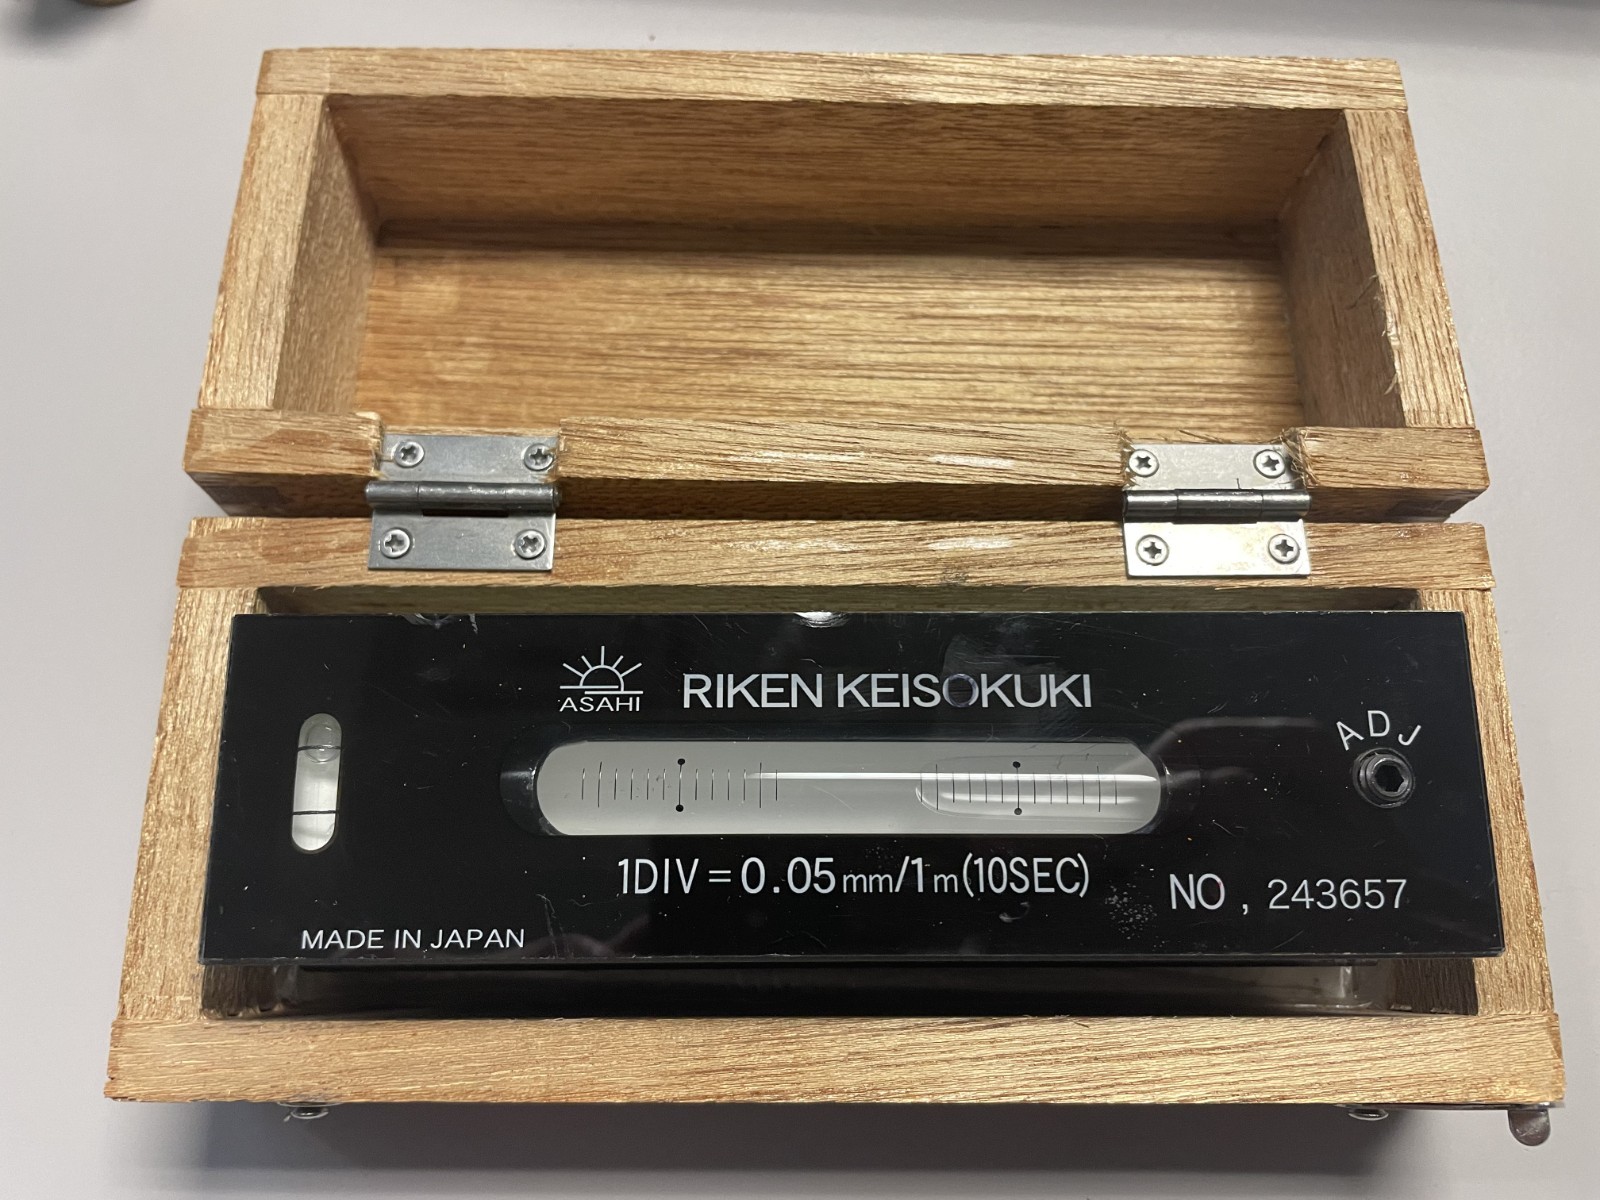 ASAHI
RIKEN KEISOKUKI
ADJ
1DIV=0.05mm/1m(10SEC)
NO, 243657
MADE IN JAPAN